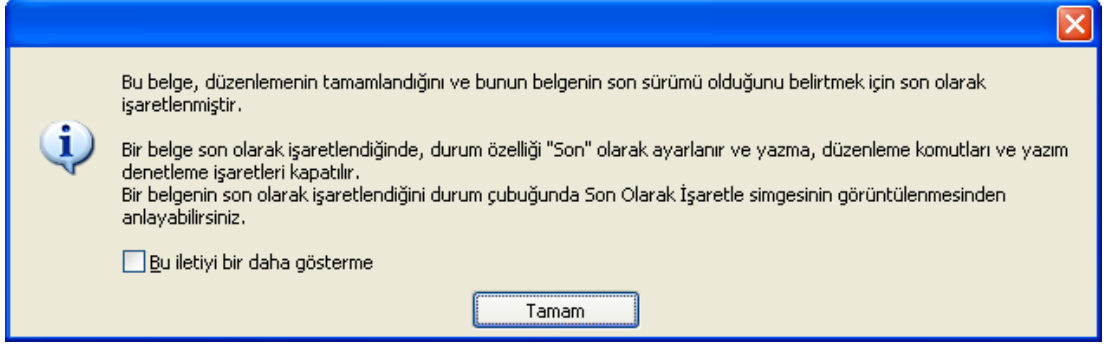 Bu belge, düzenlemenin tamamlandığını ve bunun belgenin son sürümü olduğunu belirtmek için son olarak
işaretlenmiştir.
Bir belge son olarak işaretlendiğinde, durum özelliği "Son" olarak ayarlanır ve yazma, düzenleme komutları ve yazım
denetleme işaretleri kapatılır.
Bir belgenin son olarak işaretlendiğini durum çubuğunda Son Olarak İşaretle simgesinin görüntülenmesinden
anlayabilirsiniz.
Bu iletiyi bir daha gösterme
Tamam